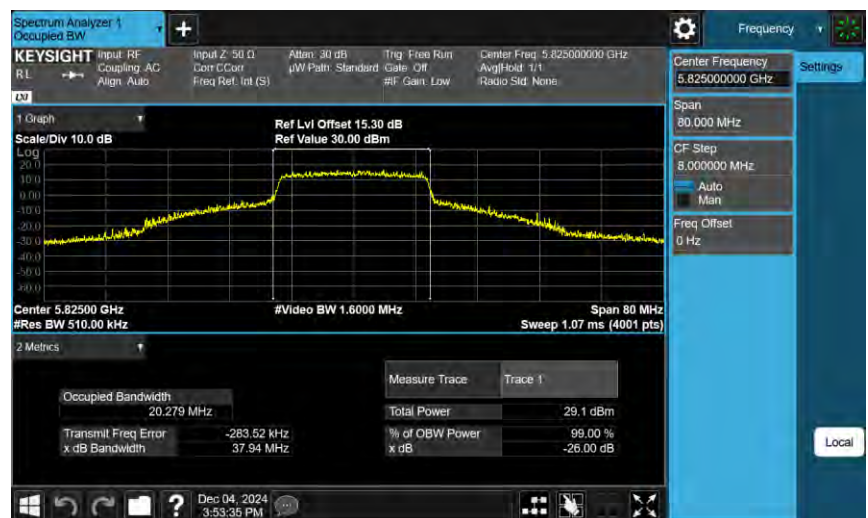 Spectrum Analyzer 1
Occupied BW
+
Frequency
KEYSIGHT
RL
LXI
Input: RF
Coupling: AC
Align: Auto
Input Z: 50 Ω
Corr CCorr
Freq Ref: Int (S)
Atten: 30 dB
µW Path: Standard
Trig: Free Run
Gate: Off
#IF Gain: Low
Center Freq: 5.825000000 GHz
Avg|Hold: 1/1
Radio Std: None
Center Frequency
5.825000000 GHz
Settings
Span
80.000 MHz
CF Step
8.000000 MHz
Auto
Man
Freq Offset
0 Hz
Local
1 Graph
Scale/Div 10.0 dB
Ref Lvl Offset 15.30 dB
Ref Value 30.00 dBm
Log
20.0
10.0
0.00
-10.0
-20.0
-30.0
-40.0
-50.0
-60.0
Center 5.82500 GHz
#Res BW 510.00 kHz
#Video BW 1.6000 MHz
Span 80 MHz
Sweep 1.07 ms (4001 pts)
2 Metrics
Measure Trace Trace 1
Occupied Bandwidth
20.279 MHz
Total Power 29.1 dBm
Transmit Freq Error -283.52 kHz
% of OBW Power 99.00 %
x dB Bandwidth 37.94 MHz
x dB -26.00 dB
?
Dec 04, 2024
3:53:35 PM